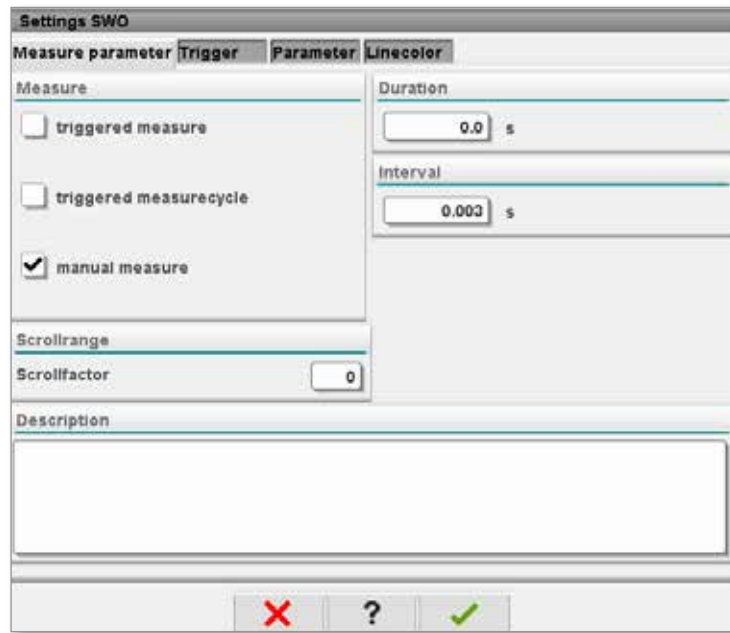 Settings SWO
Measure parameter Trigger Parameter Linecolor
Measure
triggered measure
triggered measurecycle
manual measure
Duration
0.0 s
Interval
0.003 s
Scrollrange
Scrollfactor 0
Description
?